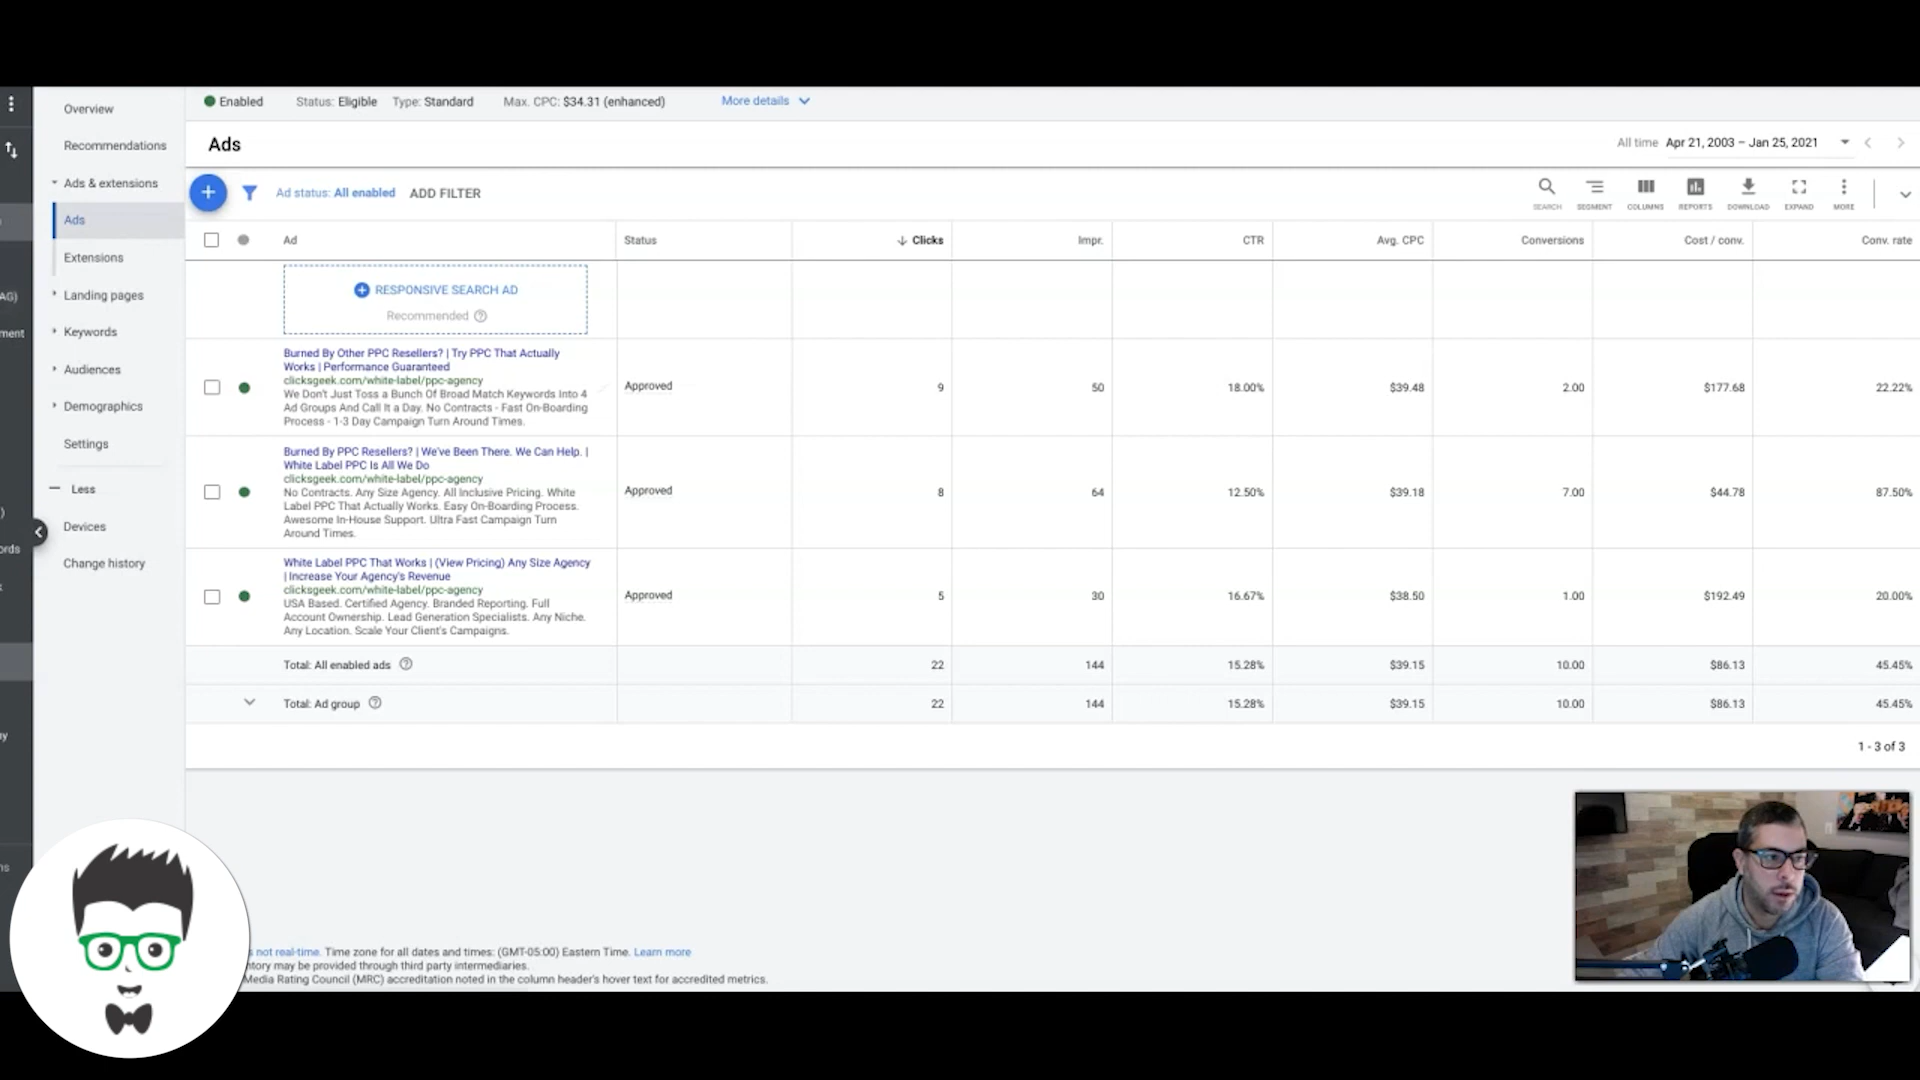 Overview
Recommendations
Ads & extensions
Ads
Extensions
Landing pages
Keywords
Audiences
Demographics
Settings
Less
Devices
Change history
AG)
ment
)
ords
Enabled Status: Eligible Type: Standard Max. CPC: $34.31 (enhanced) More details
Ads All time Apr 21, 2003 – Jan 25, 2021
Ad status: All enabled ADD FILTER
SEARCH SEGMENT COLUMNS REPORTS DOWNLOAD EXPAND MORE
Ad Status Clicks Impr. CTR Avg. CPC Conversions Cost / conv. Conv. rate
RESPONSIVE SEARCH AD
Recommended
Burned By Other PPC Resellers? | Try PPC That Actually
Works | Performance Guaranteed
clicksgeek.com/white-label/ppc-agency
We Don't Just Toss a Bunch Of Broad Match Keywords Into 4
Ad Groups And Call It a Day. No Contracts - Fast On-Boarding
Process - 1-3 Day Campaign Turn Around Times.
Approved 9 50 18.00% $39.48 2.00 $177.68 22.22%
Burned By PPC Resellers? | We've Been There. We Can Help. |
White Label PPC Is All We Do
clicksgeek.com/white-label/ppc-agency
No Contracts. Any Size Agency. All Inclusive Pricing. White
Label PPC That Actually Works. Easy On-Boarding Process.
Awesome In-House Support. Ultra Fast Campaign Turn
Around Times.
Approved 8 64 12.50% $39.18 7.00 $44.78 87.50%
White Label PPC That Works | (View Pricing) Any Size Agency
| Increase Your Agency's Revenue
clicksgeek.com/white-label/ppc-agency
USA Based. Certified Agency. Branded Reporting. Full
Account Ownership. Lead Generation Specialists. Any Niche.
Any Location. Scale Your Client's Campaigns.
Approved 5 30 16.67% $38.50 1.00 $192.49 20.00%
Total: All enabled ads 22 144 15.28% $39.15 10.00 $86.13 45.45%
Total: Ad group 22 144 15.28% $39.15 10.00 $86.13 45.45%
1 - 3 of 3
not real-time. Time zone for all dates and times: (GMT-05:00) Eastern Time. Learn more
ntory may be provided through third party intermediaries.
Media Rating Council (MRC) accreditation noted in the column header's hover text for accredited metrics.